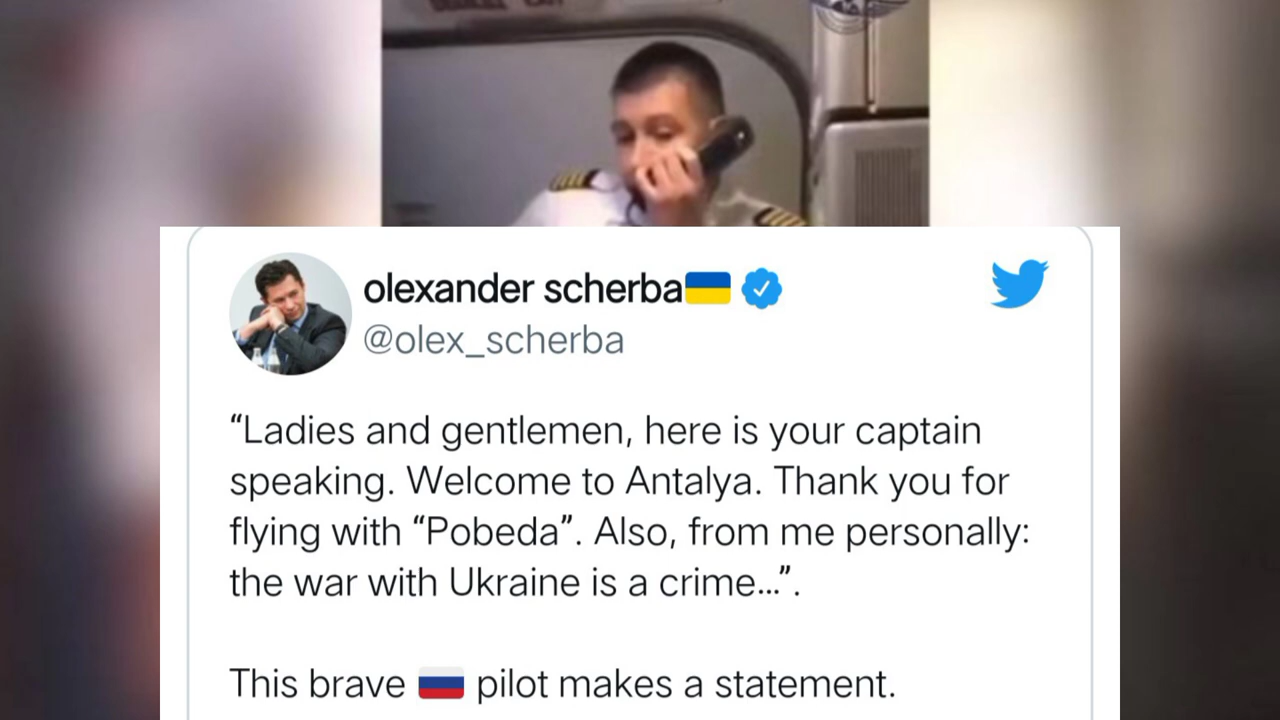 olexander scherba🇺🇦
@olex_scherba
“Ladies and gentlemen, here is your captain
speaking. Welcome to Antalya. Thank you for
flying with “Pobeda”. Also, from me personally:
the war with Ukraine is a crime...”.
This brave 🇷🇺 pilot makes a statement.